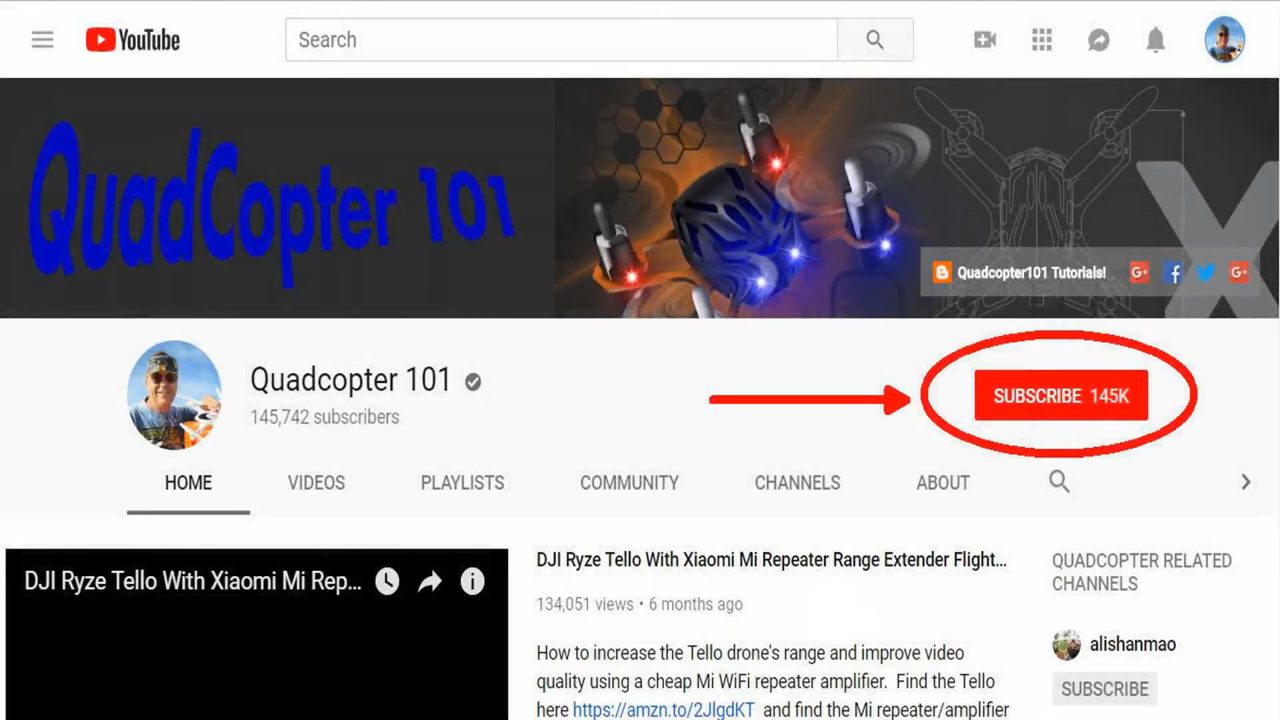 YouTube
Search
QuadCopter 101
X
Quadcopter101 Tutorials!
Quadcopter 101
145,742 subscribers
SUBSCRIBE 145K
HOME VIDEOS PLAYLISTS COMMUNITY CHANNELS ABOUT
DJI Ryze Tello With Xiaomi Mi Rep...
DJI Ryze Tello With Xiaomi Mi Repeater Range Extender Flight...
134,051 views • 6 months ago
How to increase the Tello drone's range and improve video
quality using a cheap Mi WiFi repeater amplifier. Find the Tello
here https://amzn.to/2JlgdKT and find the Mi repeater/amplifier
QUADCOPTER RELATED
CHANNELS
alishanmao
SUBSCRIBE